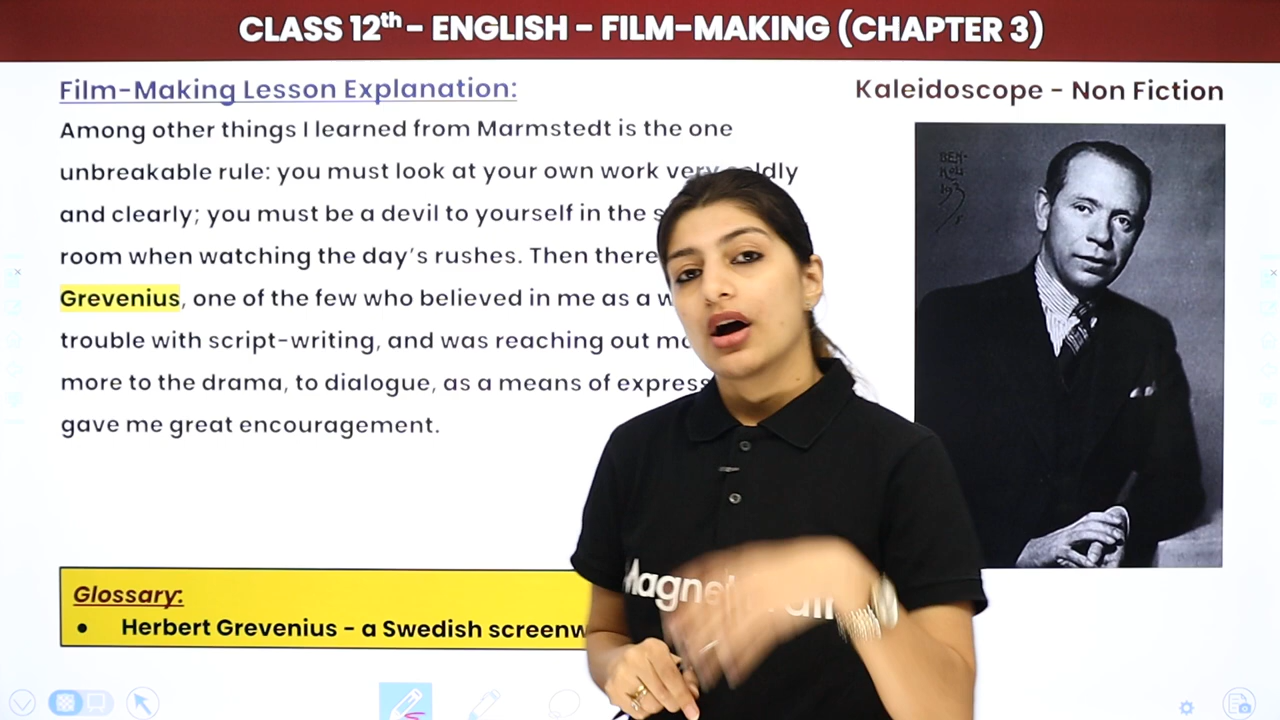 CLASS 12th - ENGLISH - FILM-MAKING (CHAPTER 3)
Film-Making Lesson Explanation:
Kaleidoscope - Non Fiction
Among other things I learned from Marmstedt is the one
unbreakable rule: you must look at your own work very
and clearly; you must be a devil to yourself in the
room when watching the day's rushes. Then there
Grevenius, one of the few who believed in me as a
trouble with script-writing, and was reaching out
more to the drama, to dialogue, as a means of
gave me great encouragement.
Glossary:
● Herbert Grevenius - a Swedish